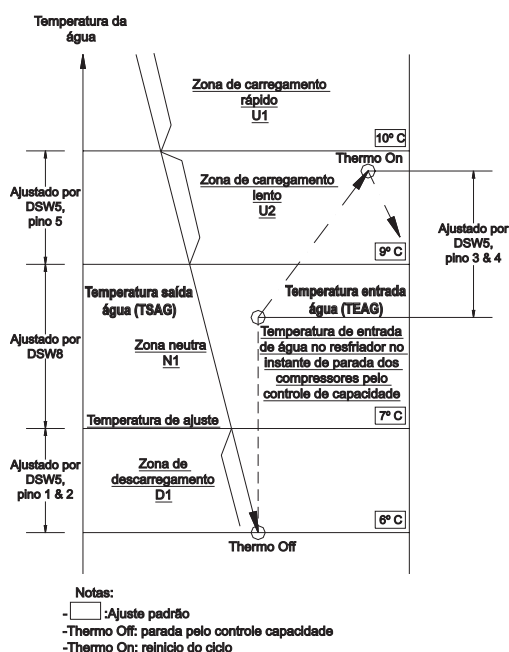 Temperatura da
água
Zona de carregamento
rápido
U1
10º C
Thermo On
Ajustado por
DSW5,
pino 5
Zona de carregamento
lento
U2
Ajustado por
DSW5,
pino 3 & 4
9º C
Temperatura saída
água (TSAG)
Temperatura entrada
água (TEAG)
Ajustado por
DSW8
Zona neutra
N1
Temperatura de entrada
de água no resfriador no
instante de parada dos
compressores pelo
controle de capacidade
7º C
Temperatura de ajuste
Ajustado por
DSW5,
pino 1 & 2
Zona de
descarregamento
D1
6º C
Thermo Off
Notas:
- :Ajuste padrão
-Thermo Off: parada pelo controle capacidade
-Thermo On: reinicio do ciclo